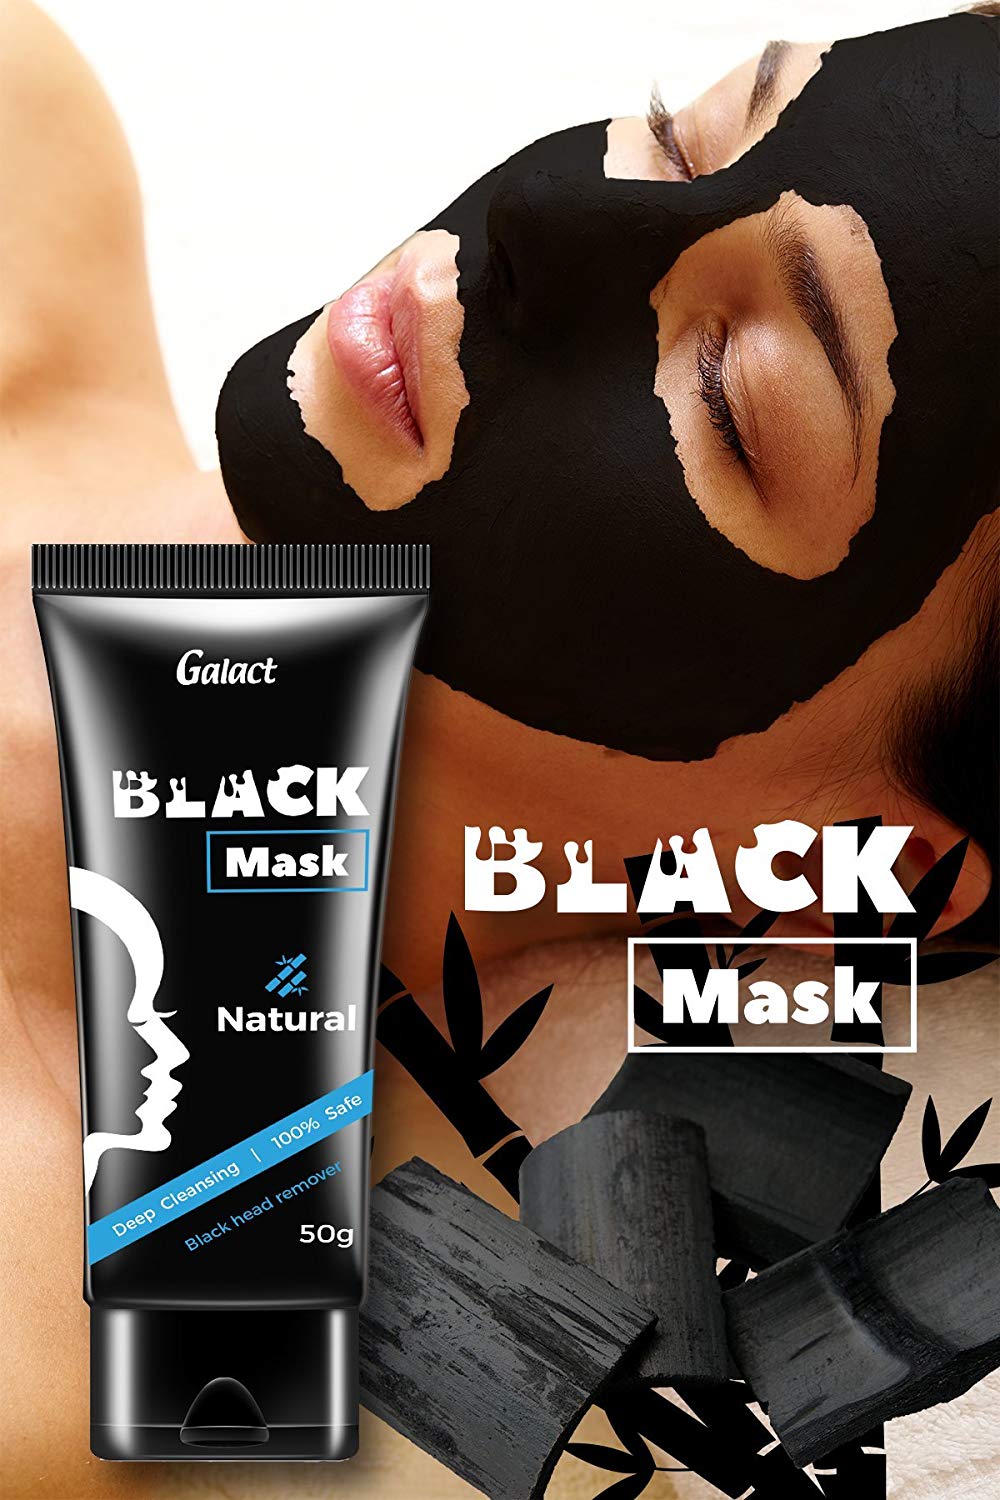 Galact
BLACK
Mask
Natural
Deep Cleansing | 100% Safe
Black head remover
50g
BLACK
Mask